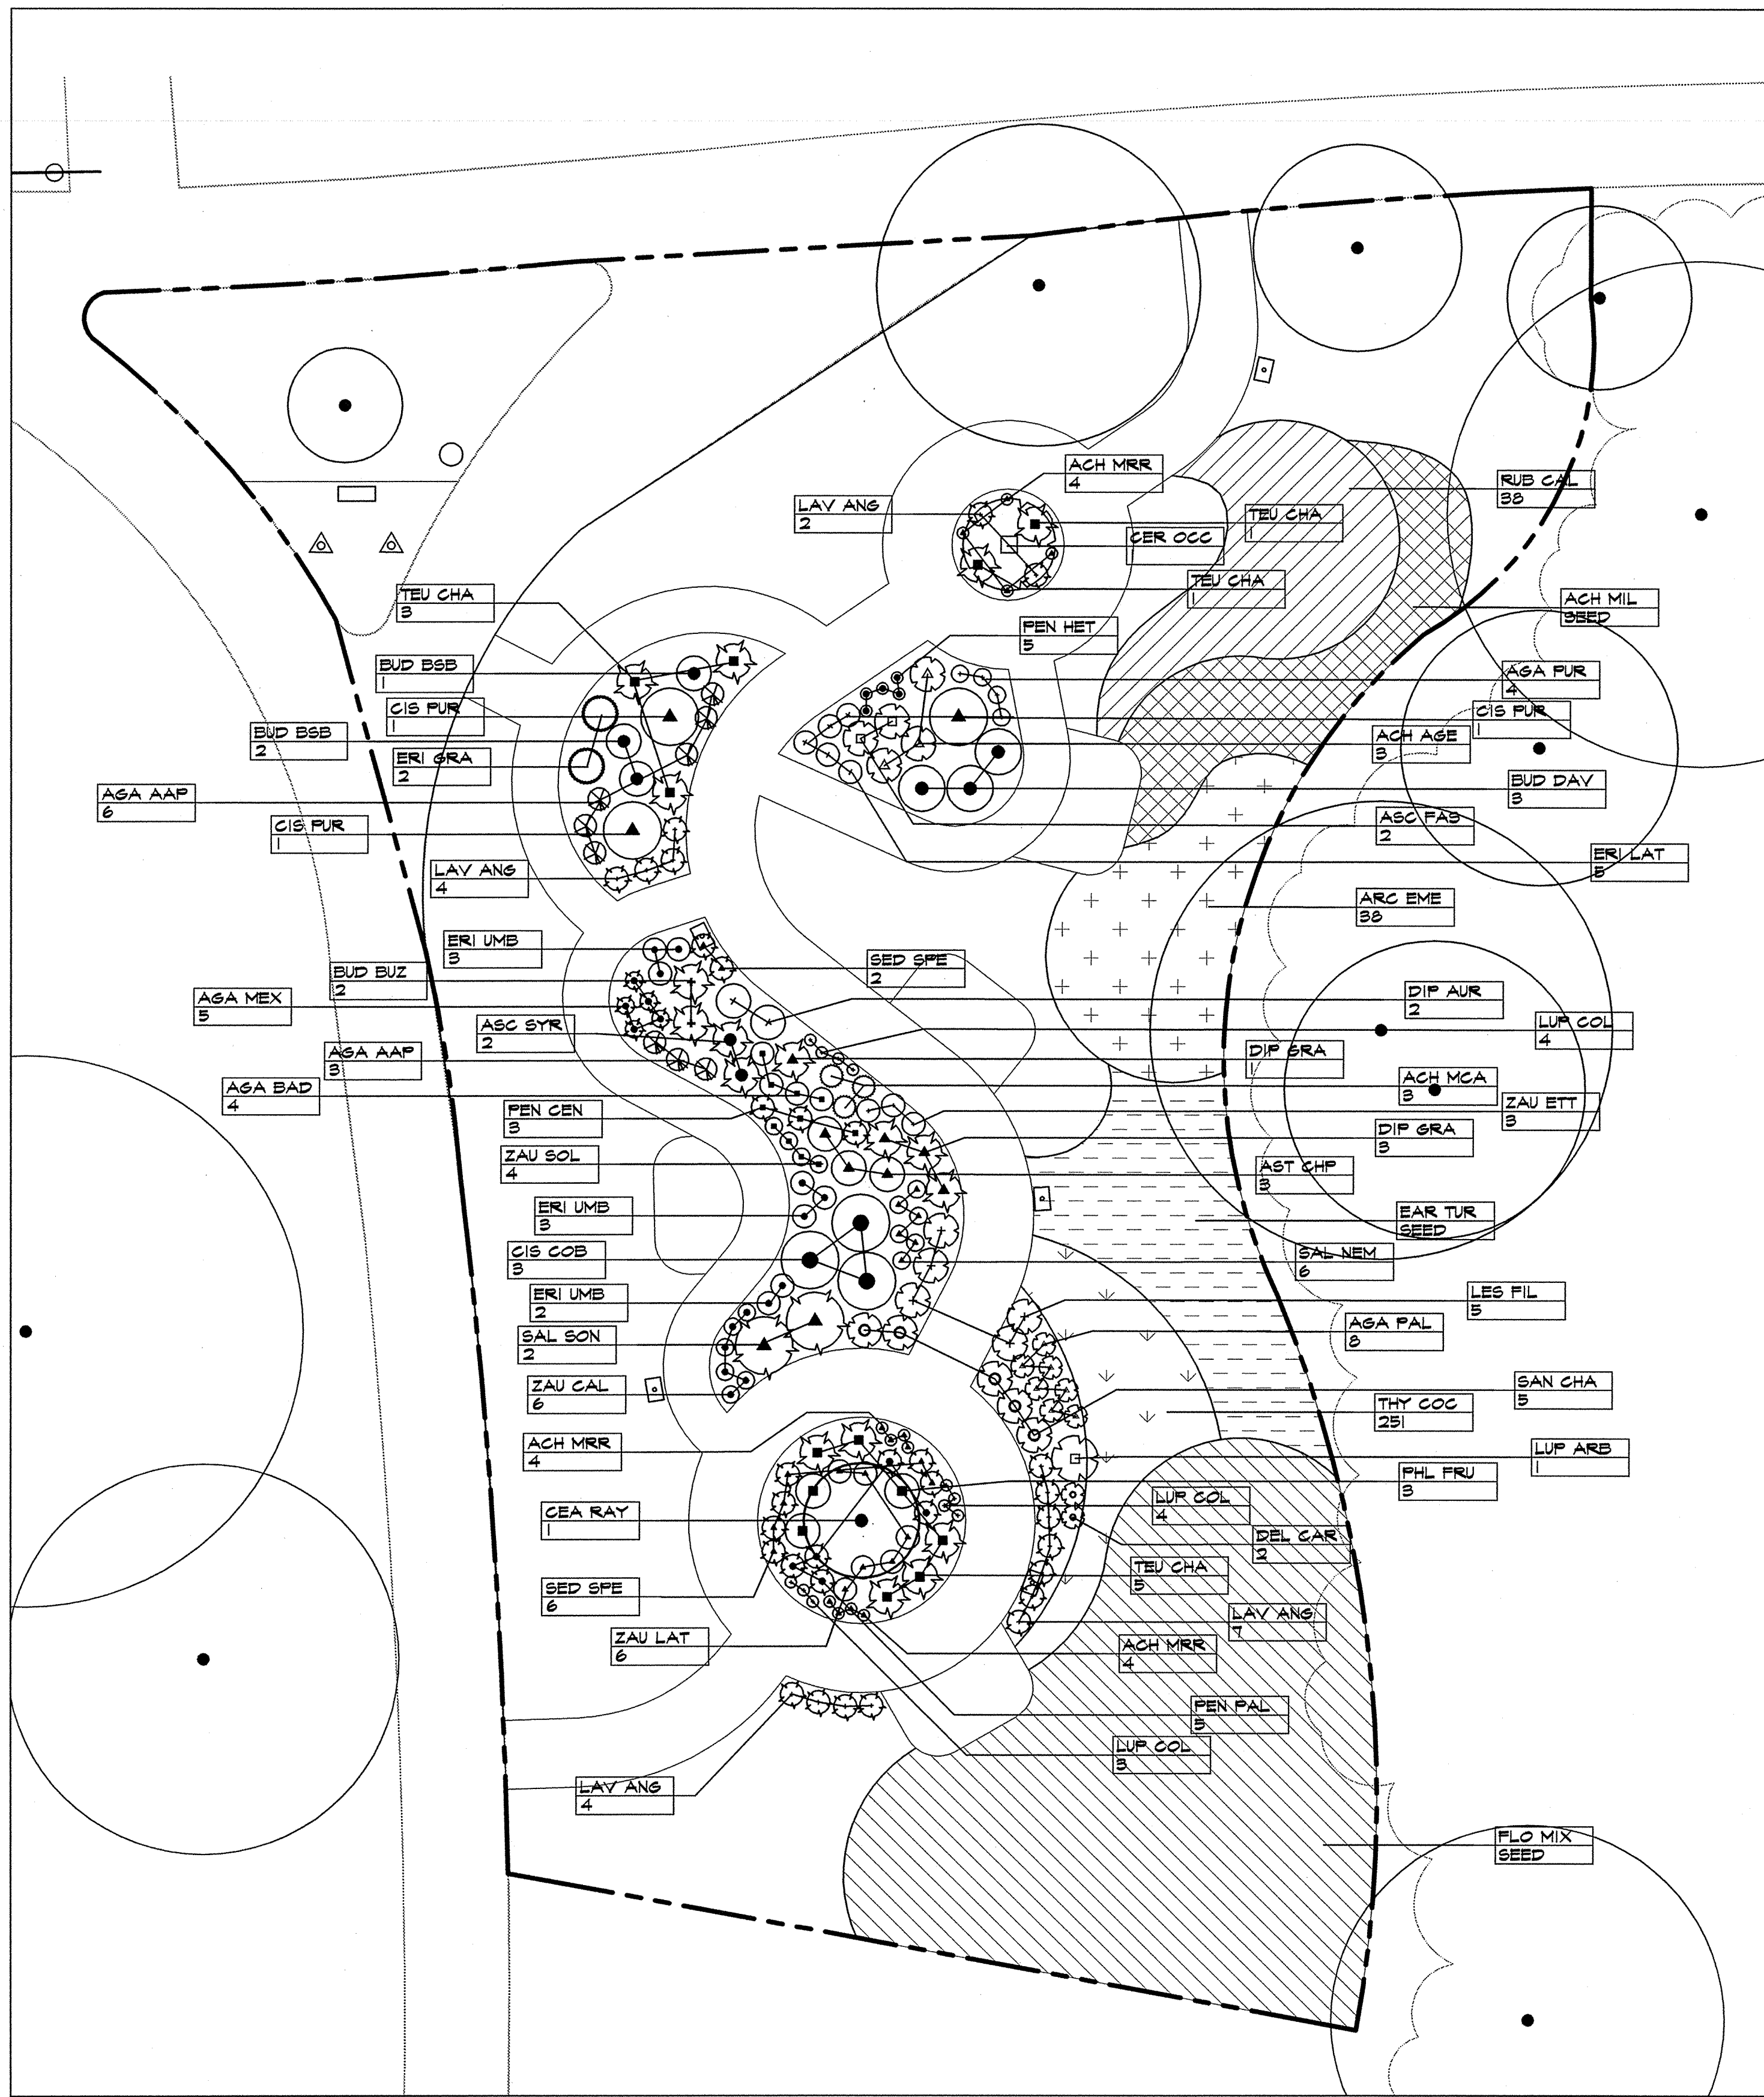 ACH MRR
4
LAV ANG
2
RUB CAL
38
TEU CHA
1
CER OCC
1
TEU CHA
1
TEU CHA
3
ACH MIL
SEED
PEN HET
5
BUD BSB
1
AGA PUR
4
CIS PUR
1
CIS PUR
1
BUD BSB
2
ACH AGE
3
ERI GRA
2
BUD DAV
3
AGA AAP
6
ASC FAS
2
CIS PUR
1
ERI LAT
5
LAV ANG
4
ARC EME
38
ERI UMB
3
SED SPE
2
BUD BUZ
2
DIP AUR
2
AGA MEX
5
LUP COL
4
ASC SYR
2
AGA AAP
3
DIP GRA
1
ACH MCA
3
AGA BAD
4
ZAU ETT
3
PEN CEN
3
DIP GRA
3
ZAU SOL
4
AST CHP
3
ERI UMB
3
EAR TUR
SEED
CIS COB
3
SAL NEM
6
ERI UMB
2
LES FIL
5
SAL SON
2
AGA PAL
8
ZAU CAL
6
SAN CHA
5
THY COC
251
ACH MRR
4
LUP ARB
1
PHL FRU
3
LUP COL
4
CEA RAY
1
DEL CAR
2
TEU CHA
5
SED SPE
6
LAV ANG
7
ZAU LAT
6
ACH MRR
4
PEN PAL
5
LUP COL
3
LAV ANG
4
FLO MIX
SEED